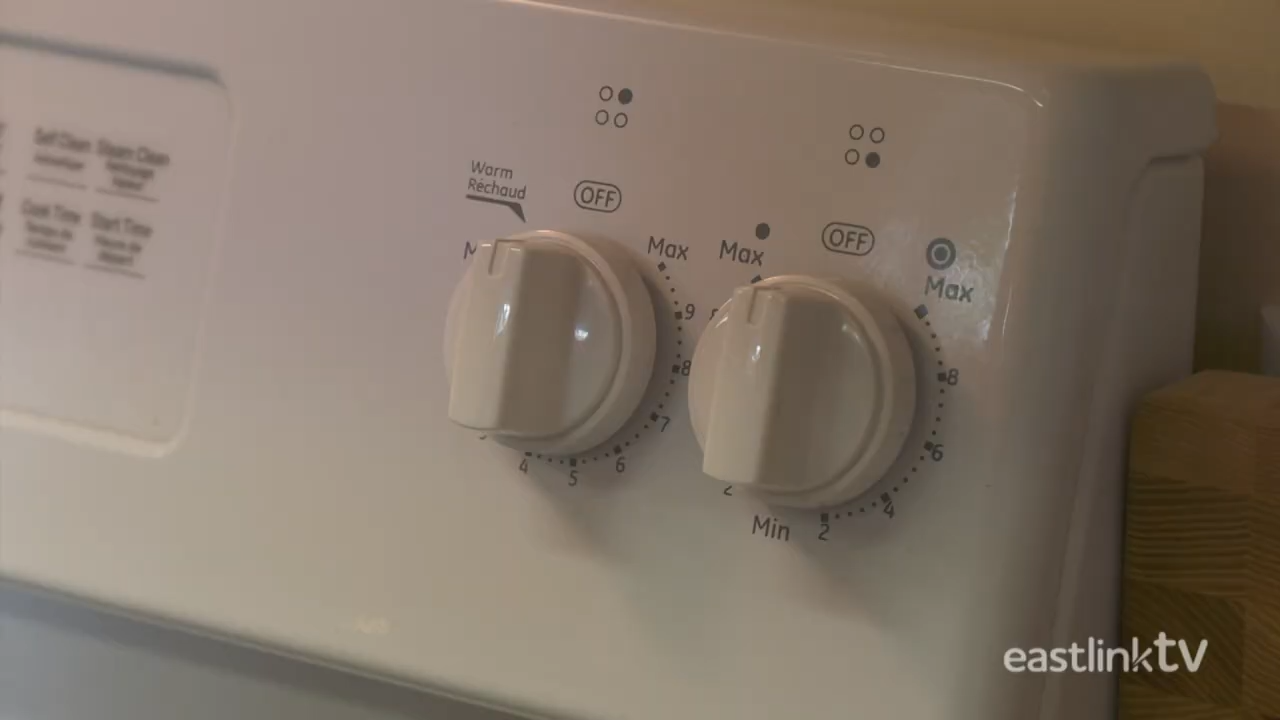 Self Clean Steam Clean
Cook Time Start Time
Warm
Réchaud
OFF
Max
9
8
7
6
5
4
OFF
Max
2
Min
Max
8
6
4
2
eastlinktv